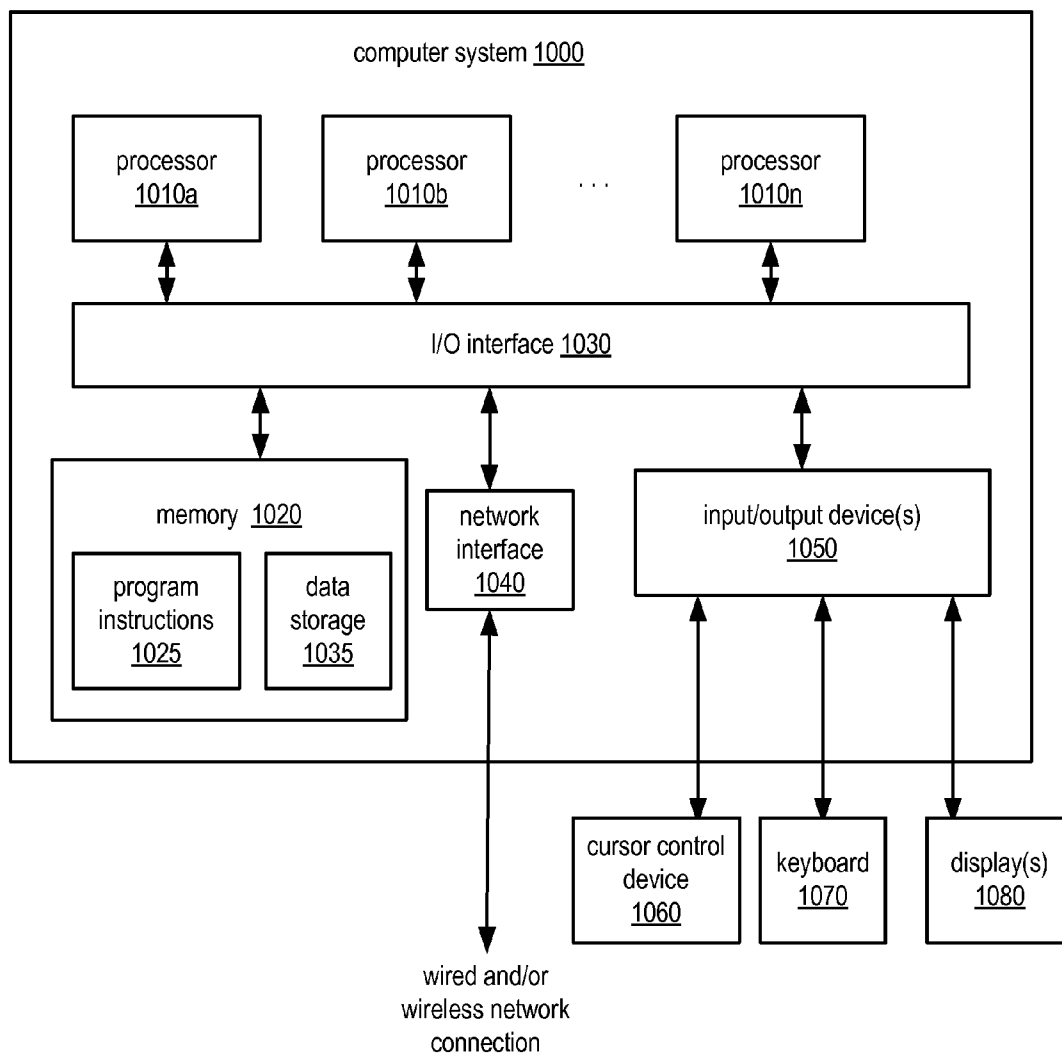 computer system 1000
processor
1010a
processor
1010b
. . .
processor
1010n
I/O interface 1030
memory 1020
program
instructions
1025
data
storage
1035
network
interface
1040
input/output device(s)
1050
cursor control
device
1060
keyboard
1070
display(s)
1080
wired and/or
wireless network
connection